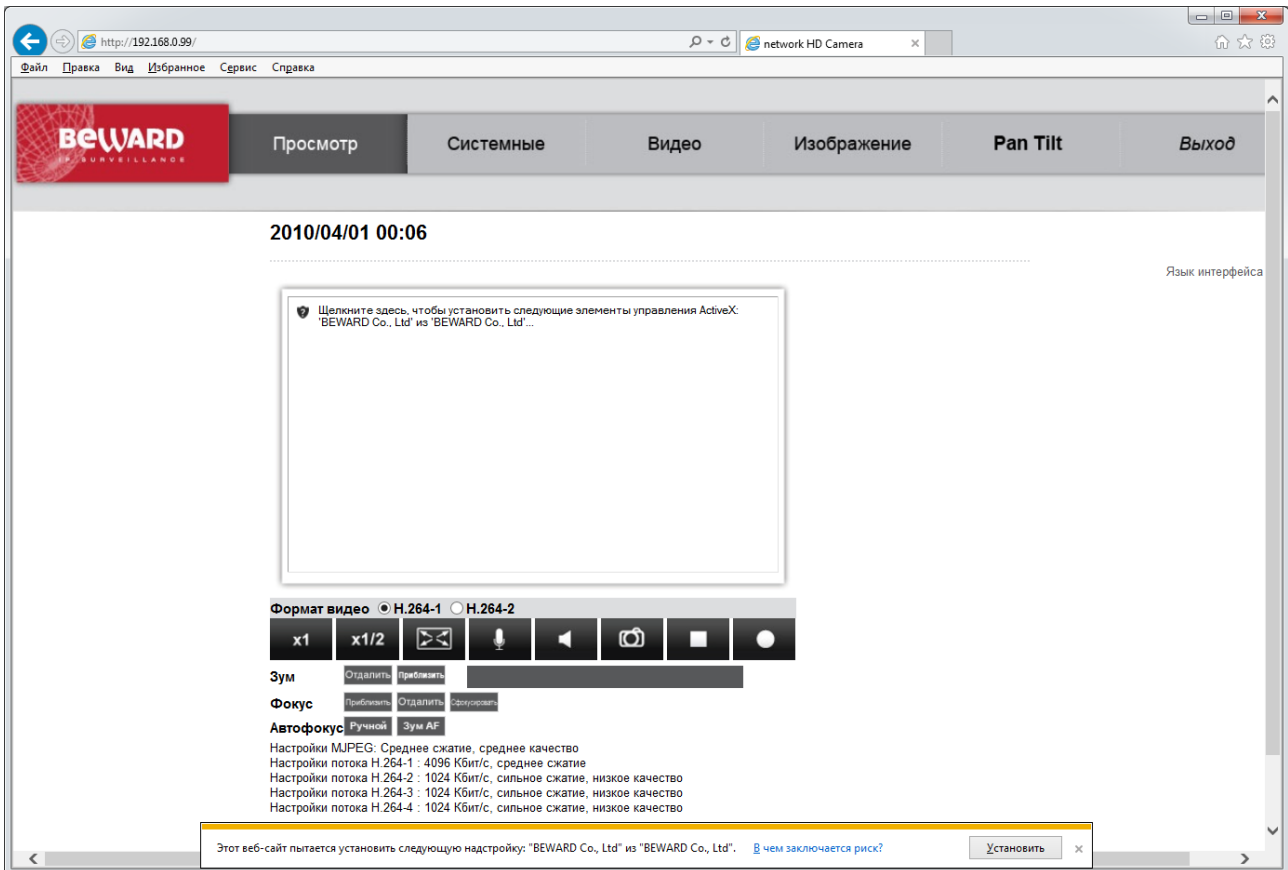 http://192.168.0.99/
network HD Camera
Файл Правка Вид Избранное Сервис Справка
BEWARD
IP SURVEILLANCE
Просмотр Системные Видео Изображение Pan Tilt Выход
2010/04/01 00:06
Язык интерфейса
Щелкните здесь, чтобы установить следующие элементы управления ActiveX:
'BEWARD Co., Ltd' из 'BEWARD Co., Ltd'...
Формат видео H.264-1 H.264-2
x1 x1/2
Зум Отдалить Приблизить
Фокус Приблизить Отдалить Сфокусировать
Автофокус Ручной Зум AF
Настройки MJPEG: Среднее сжатие, среднее качество
Настройки потока H.264-1 : 4096 Кбит/с, среднее сжатие
Настройки потока H.264-2 : 1024 Кбит/с, сильное сжатие, низкое качество
Настройки потока H.264-3 : 1024 Кбит/с, сильное сжатие, низкое качество
Настройки потока H.264-4 : 1024 Кбит/с, сильное сжатие, низкое качество
Этот веб-сайт пытается установить следующую надстройку: "BEWARD Co., Ltd" из "BEWARD Co., Ltd". В чем заключается риск? Установить